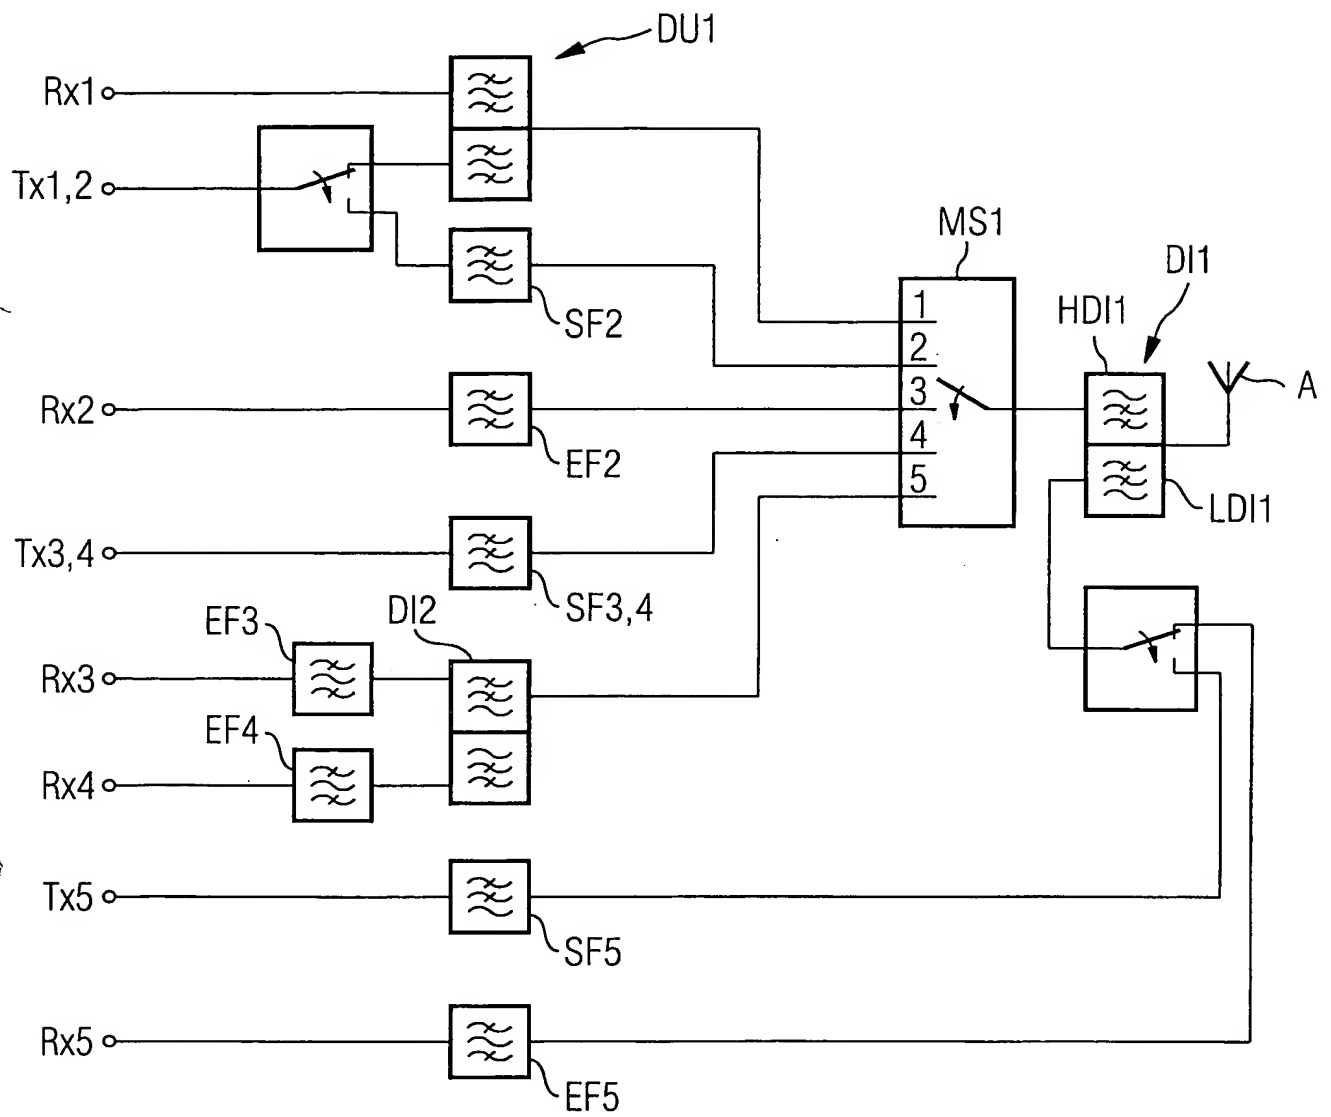 DU1
Rx1
Tx1,2
SF2
MS1
DI1
HDI1
1
2
3
4
5
A
Rx2
EF2
LDI1
Tx3,4
SF3,4
EF3
DI2
Rx3
EF4
Rx4
Tx5
SF5
Rx5
EF5